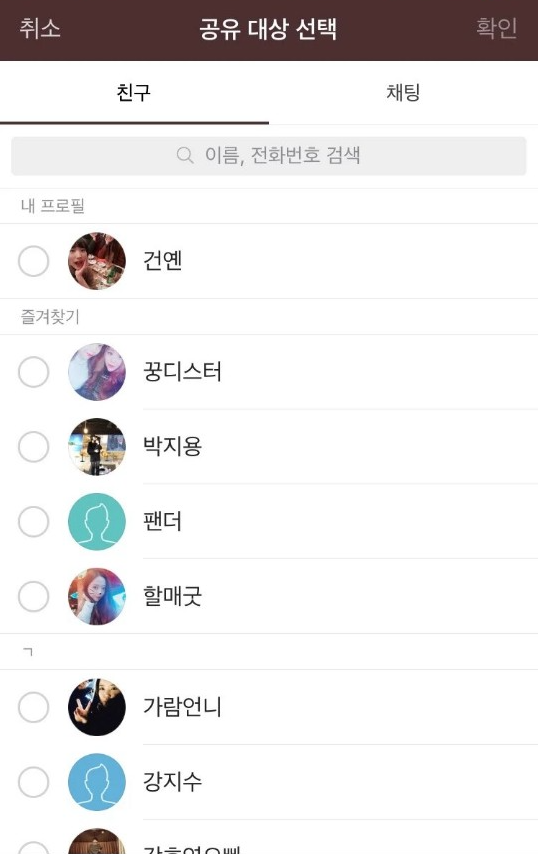 취소
공유 대상 선택
확인
친구
채팅
이름, 전화번호 검색
내 프로필
건옌
즐겨찾기
꿍디스터
박지용
팬더
할매굿
ㄱ
가람언니
강지수